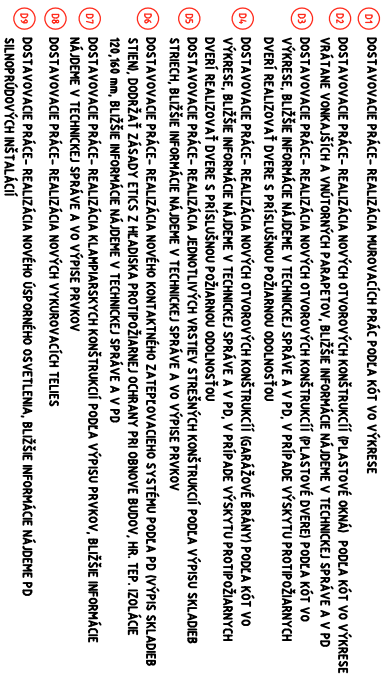 D1 DOSTAVOVACIE PRÁCE- REALIZÁCIA MUROVACÍCH PRÁC PODĽA KÓT VO VÝKRESE
D2 DOSTAVOVACIE PRÁCE- REALIZÁCIA NOVÝCH OTVOROVÝCH KONŠTRUKCIÍ (PLASTOVÉ OKNÁ) PODĽA KÓT VO VÝKRESE
VRÁTANE VONKAJŠÍCH A VNÚTORNÝCH PARAPETOV, BLIŽŠIE INFORMÁCIE NÁJDEME V TECHNICKEJ SPRÁVE A V PD
D3 DOSTAVOVACIE PRÁCE- REALIZÁCIA NOVÝCH OTVOROVÝCH KONŠTRUKCIÍ (PLASTOVÉ DVERE) PODĽA KÓT VO
VÝKRESE, BLIŽŠIE INFORMÁCIE NÁJDEME V TECHNICKEJ SPRÁVE A V PD, V PRÍPADE VÝSKYTU PROTIPOŽIARNYCH
DVERÍ REALIZOVAŤ DVERE S PRÍSLUŠNOU POŽIARNOU ODOLNOSŤOU
D4 DOSTAVOVACIE PRÁCE- REALIZÁCIA NOVÝCH OTVOROVÝCH KONŠTRUKCIÍ (GARÁŽOVÉ BRÁNY) PODĽA KÓT VO
VÝKRESE, BLIŽŠIE INFORMÁCIE NÁJDEME V TECHNICKEJ SPRÁVE A V PD, V PRÍPADE VÝSKYTU PROTIPOŽIARNYCH
DVERÍ REALIZOVAŤ DVERE S PRÍSLUŠNOU POŽIARNOU ODOLNOSŤOU
D5 DOSTAVOVACIE PRÁCE- REALIZÁCIA JEDNOTLIVÝCH VRSTIEV STREŠNÝCH KONŠTRUKCIÍ PODĽA VÝPISU SKLADIEB
STRIECH, BLIŽŠIE INFORMÁCIE NÁJDEME V TECHNICKEJ SPRÁVE A VO VÝPISE PRVKOV
D6 DOSTAVOVACIE PRÁCE- REALIZÁCIA NOVÉHO KONTAKTNÉHO ZATEPĽOVACIEHO SYSTÉMU PODĽA PD (VÝPIS SKLADIEB
STIEN), DODRŽAŤ ZÁSADY ETICS Z HĽADISKA PROTIPOŽIARNEJ OCHRANY PRI OBNOVE BUDOV, HR. TEP. IZOLÁCIE
120,160 mm, BLIŽŠIE INFORMÁCIE NÁJDEME V TECHNICKEJ SPRÁVE A V PD
D7 DOSTAVOVACIE PRÁCE- REALIZÁCIA KLAMPIARSKYCH KONŠTRUKCIÍ PODĽA VÝPISU PRVKOV, BLIŽŠIE INFORMÁCIE
NÁJDEME V TECHNICKEJ SPRÁVE A VO VÝPISE PRVKOV
D8 DOSTAVOVACIE PRÁCE- REALIZÁCIA NOVÝCH VYKUROVACÍCH TELIES
D9 DOSTAVOVACIE PRÁCE- REALIZÁCIA NOVÉHO ÚSPORNÉHO OSVETLENIA, BLIŽŠIE INFORMÁCIE NÁJDEME PD
SILNOPRÚDOVÝCH INŠTALÁCIÍ